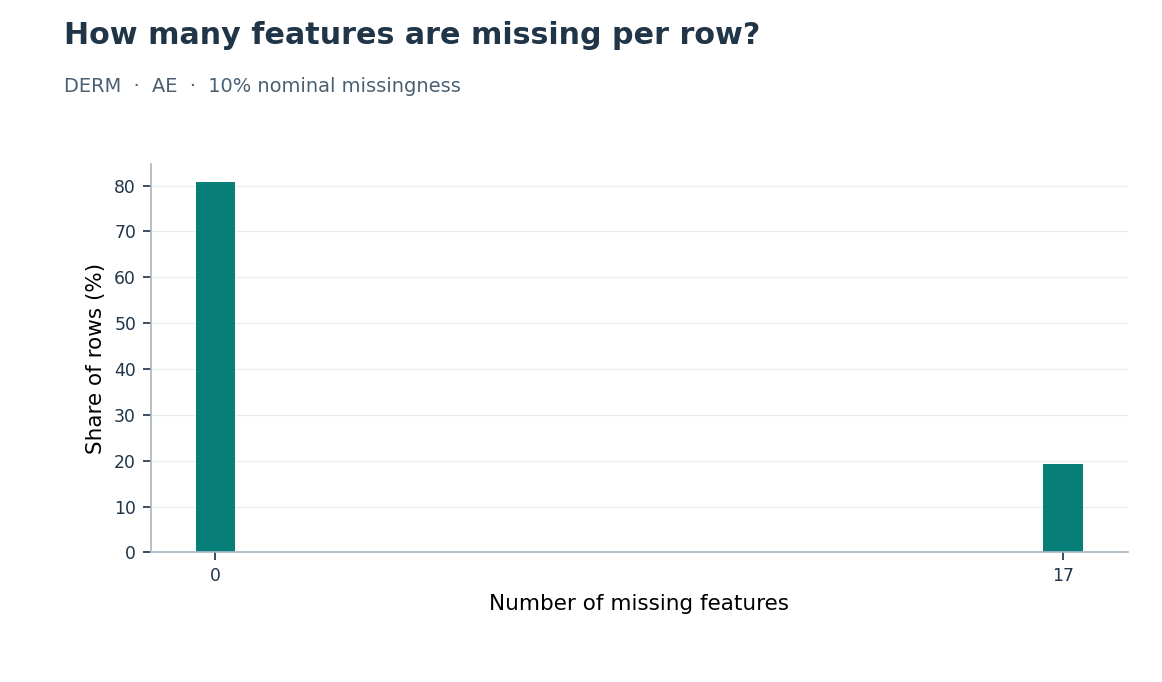 How many features are missing per row?
DERM · AE · 10% nominal missingness
Share of rows (%)
80
70
60
50
40
30
20
10
0
0
17
Number of missing features